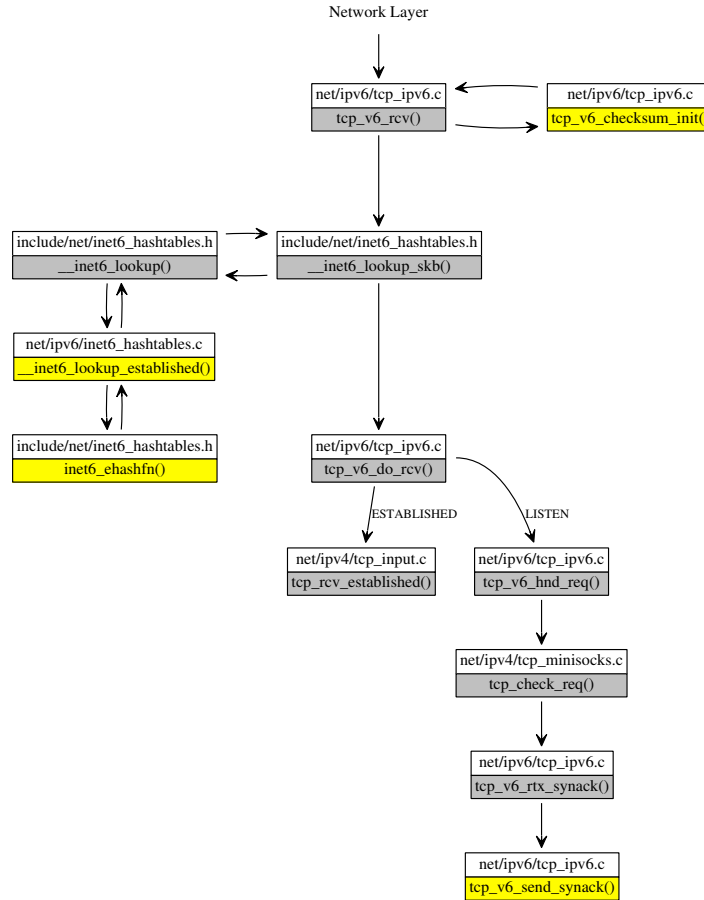 Network Layer
net/ipv6/tcp_ipv6.c
tcp_v6_rcv()
net/ipv6/tcp_ipv6.c
tcp_v6_checksum_init()
include/net/inet6_hashtables.h
__inet6_lookup()
include/net/inet6_hashtables.h
__inet6_lookup_skb()
net/ipv6/inet6_hashtables.c
__inet6_lookup_established()
include/net/inet6_hashtables.h
inet6_ehashfn()
net/ipv6/tcp_ipv6.c
tcp_v6_do_rcv()
ESTABLISHED
LISTEN
net/ipv4/tcp_input.c
tcp_rcv_established()
net/ipv6/tcp_ipv6.c
tcp_v6_hnd_req()
net/ipv4/tcp_minisocks.c
tcp_check_req()
net/ipv6/tcp_ipv6.c
tcp_v6_rtx_synack()
net/ipv6/tcp_ipv6.c
tcp_v6_send_synack()